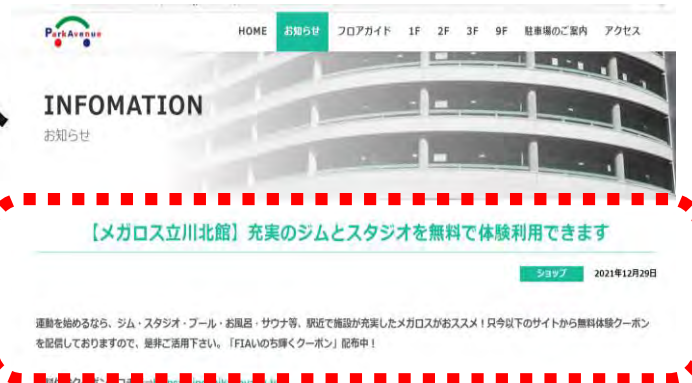 ParkAvenue
HOME お知らせ フロアガイド 1F 2F 3F 9F 駐車場のご案内 アクセス
INFOMATION
お知らせ
【メガロス立川北館】充実のジムとスタジオを無料で体験利用できます
ショップ 2021年12月29日
運動を始めるなら、ジム・スタジオ・プール・お風呂・サウナ等、駅近で施設が充実したメガロスがおススメ！只今以下のサイトから無料体験クーポン
を配信しておりますので、是非ご活用下さい。「FIAいのち輝くクーポン」配布中！